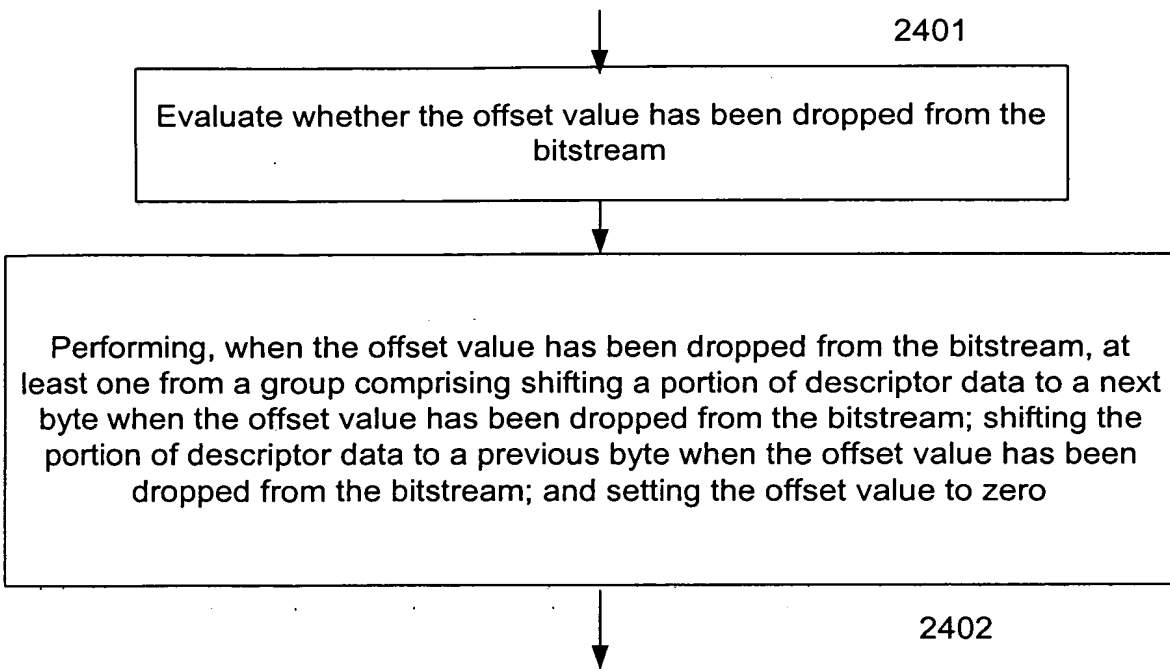 2401
Evaluate whether the offset value has been dropped from the
bitstream
Performing, when the offset value has been dropped from the bitstream, at
least one from a group comprising shifting a portion of descriptor data to a next
byte when the offset value has been dropped from the bitstream; shifting the
portion of descriptor data to a previous byte when the offset value has been
dropped from the bitstream; and setting the offset value to zero
2402